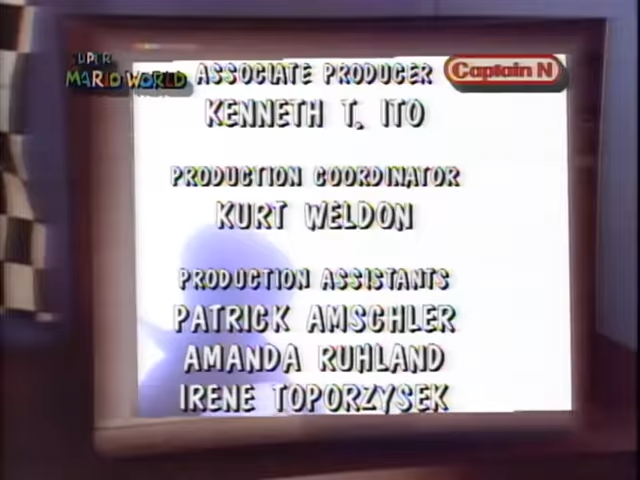 SUPER
MARIO WORLD
Captain N
ASSOCIATE PRODUCER
KENNETH T. ITO
PRODUCTION COORDINATOR
KURT WELDON
PRODUCTION ASSISTANTS
PATRICK AMSCHLER
AMANDA RUHLAND
IRENE TOPORZYSEK